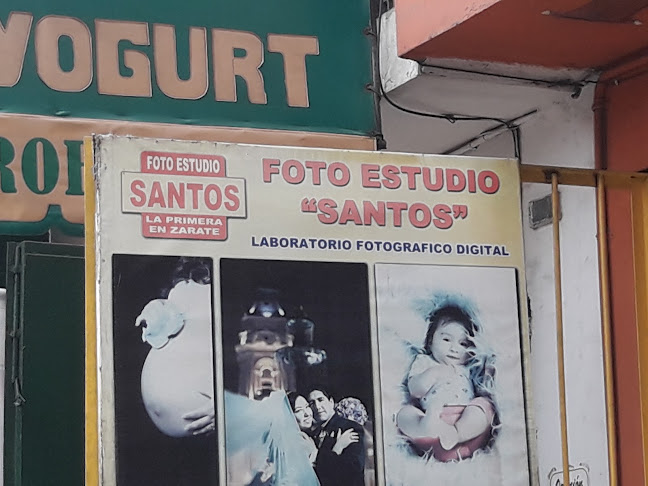 YOGURT
FOTO ESTUDIO
SANTOS
LA PRIMERA
EN ZARATE
FOTO ESTUDIO
“SANTOS”
LABORATORIO FOTOGRAFICO DIGITAL